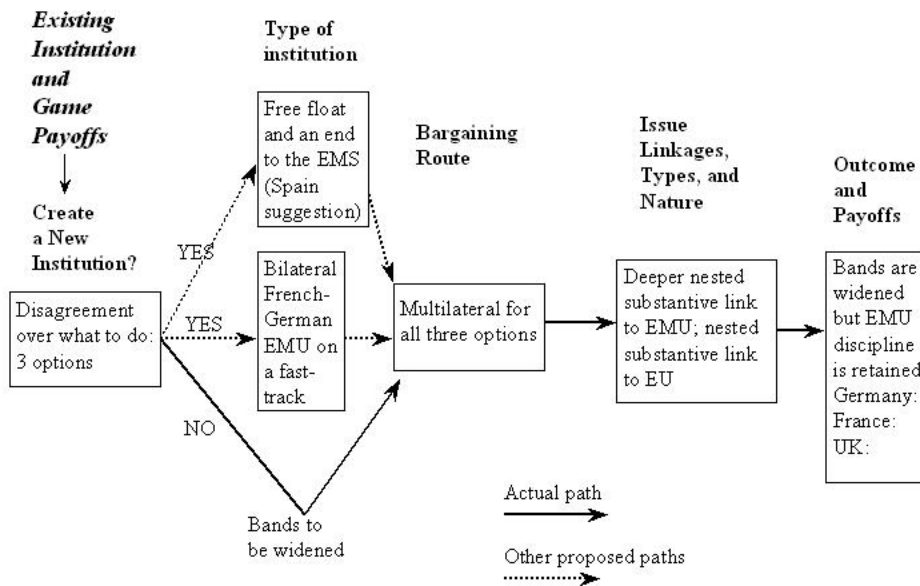 Existing
Institution
and
Game
Payoffs
Create
a New
Institution?
Disagreement
over what to do:
3 options
YES
YES
NO
Type of
institution
Free float
and an end
to the EMS
(Spain
suggestion)
Bilateral
French-
German
EMU on
a fast-
track
Bands to
be widened
Bargaining
Route
Multilateral for
all three options
Issue
Linkages,
Types, and
Nature
Deeper nested
substantive link
to EMU; nested
substantive link
to EU
Outcome
and
Payoffs
Bands are
widened
but EMU
discipline
is retained
Germany:
France:
UK:
Actual path
Other proposed paths